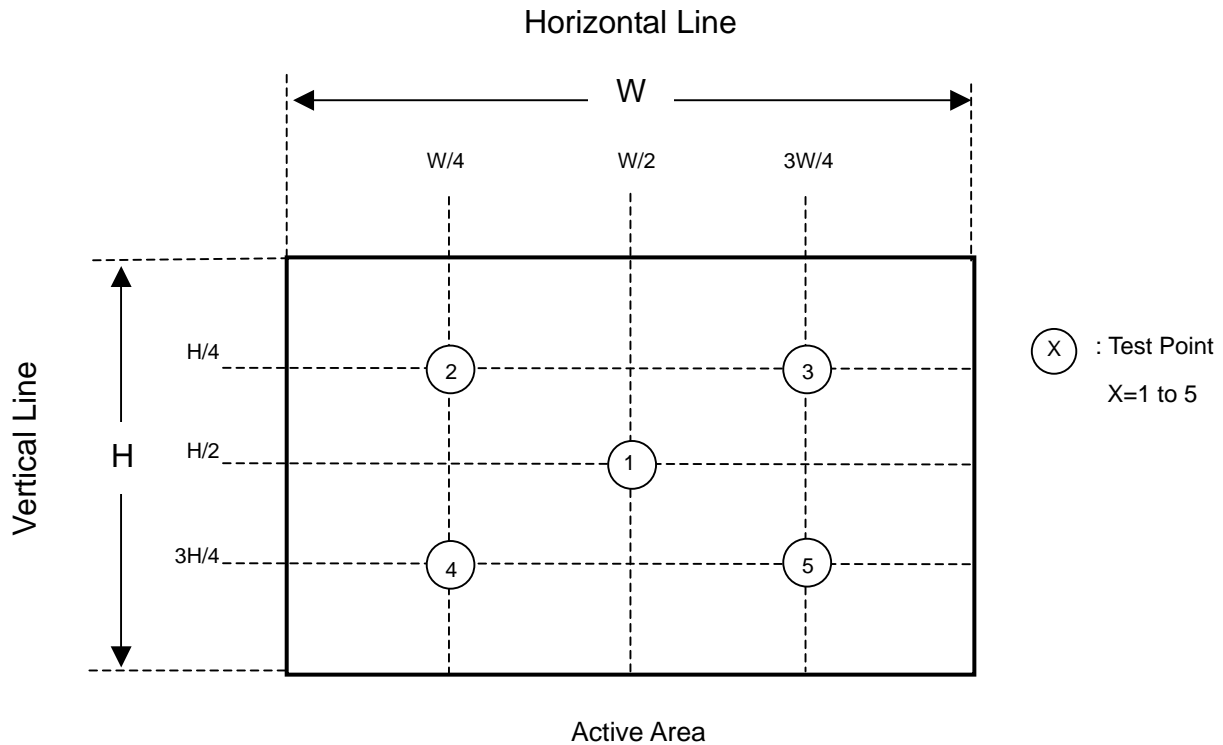 Horizontal Line
W
W/4 W/2 3W/4
H/4
2 3
X : Test Point
X=1 to 5
Vertical Line
H
H/2
1
3H/4
4 5
Active Area